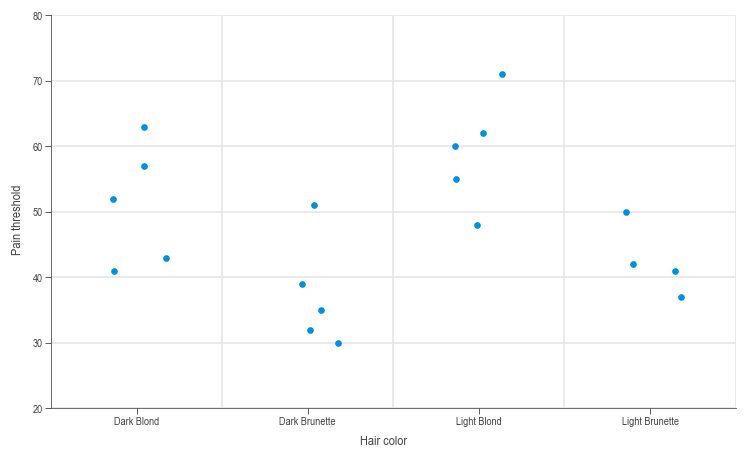 80
70
60
50
40
30
20
Pain threshold
Dark Blond
Dark Brunette
Light Blond
Light Brunette
Hair color